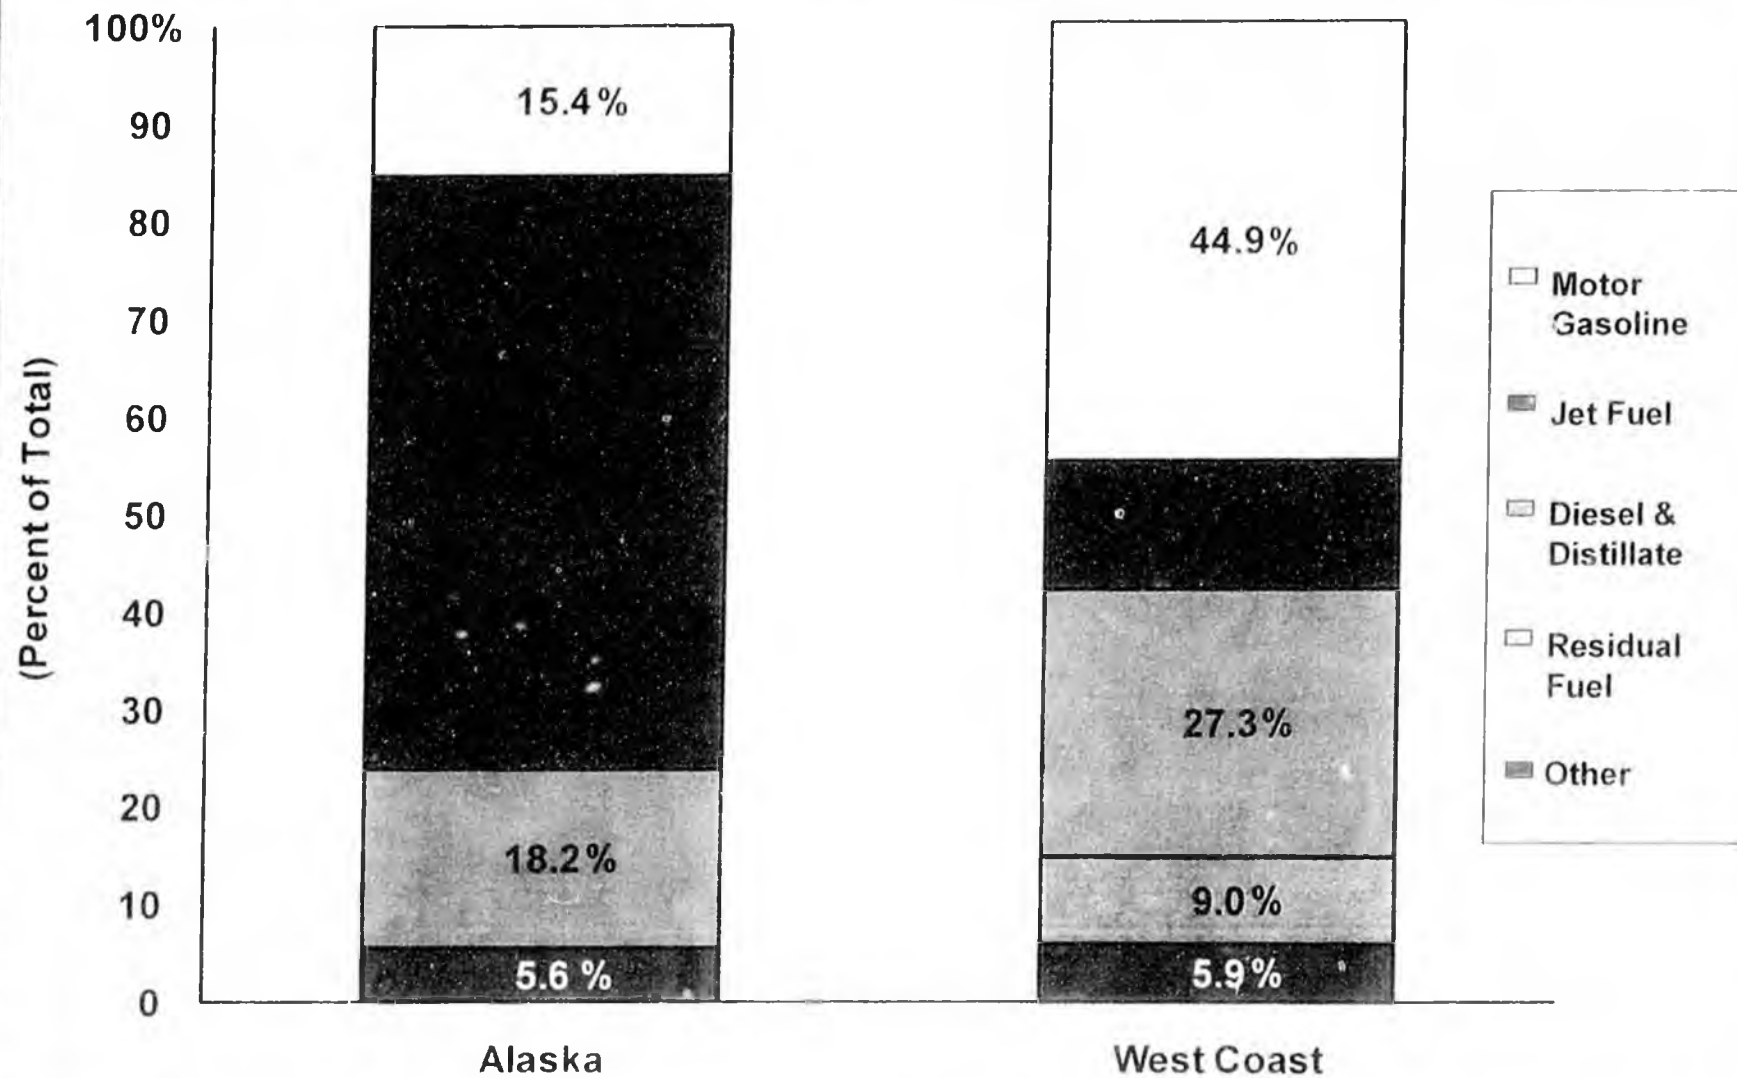 100%
90
80
70
60
50
40
30
20
10
0
(Percent of Total)
15.4%
18.2%
5.6 %
44.9%
27.3%
9.0%
5.9%
Alaska
West Coast
Motor
Gasoline
Jet Fuel
Diesel &
Distillate
Residual
Fuel
Other